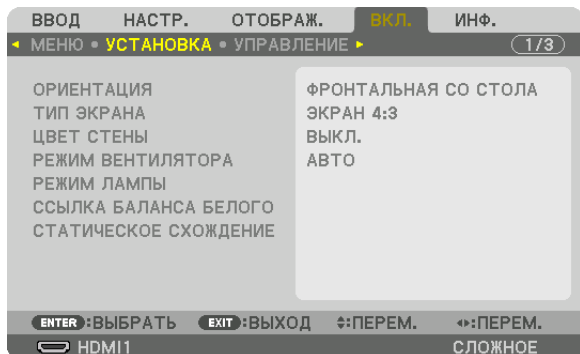 ВВОД НАСТР. ОТОБРАЖ. ВКЛ. ИНФ.
МЕНЮ • УСТАНОВКА • УПРАВЛЕНИЕ 1/3
ОРИЕНТАЦИЯ ФРОНТАЛЬНАЯ СО СТОЛА
ТИП ЭКРАНА ЭКРАН 4:3
ЦВЕТ СТЕНЫ ВЫКЛ.
РЕЖИМ ВЕНТИЛЯТОРА АВТО
РЕЖИМ ЛАМПЫ
ССЫЛКА БАЛАНСА БЕЛОГО
СТАТИЧЕСКОЕ СХОЖДЕНИЕ
ENTER :ВЫБРАТЬ EXIT :ВЫХОД :ПЕРЕМ. :ПЕРЕМ.
HDMI1 СЛОЖНОЕ